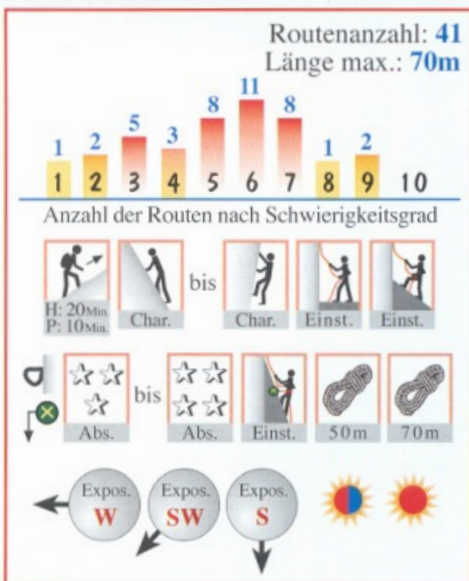 Routenanzahl: 41
Länge max.: 70m
1 2 5 3 8 11 8 1 2
1 2 3 4 5 6 7 8 9 10
Anzahl der Routen nach Schwierigkeitsgrad
bis
H: 20Min.
P: 10Min.
Char. Char. Einst. Einst.
bis
Abs. Abs. Einst. 50m 70m
Expos. Expos. Expos.
W SW S